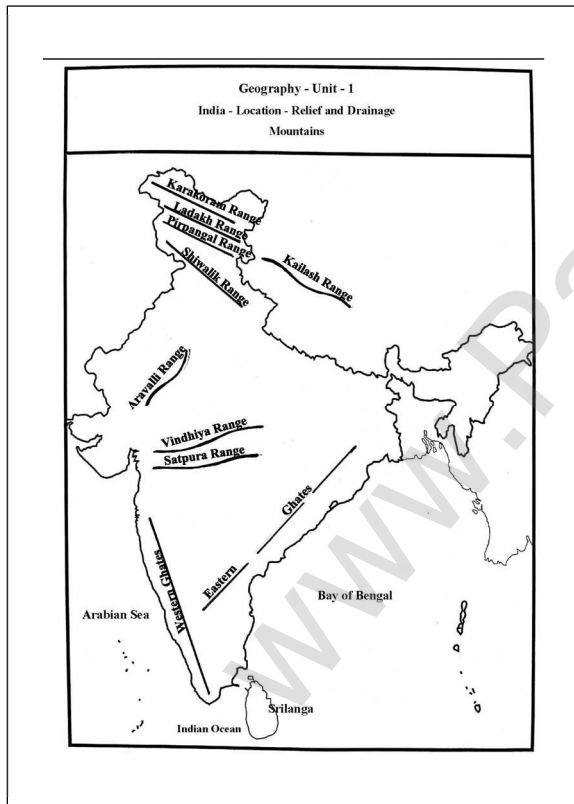 Geography - Unit - 1
India - Location - Relief and Drainage
Mountains
Karakoram Range
Ladakh Range
Pirpangal Range
Shiwalik Range
Kailash Range
Aravalli Range
Vindhiya Range
Satpura Range
Ghates
Eastern
Western Ghates
Arabian Sea
Bay of Bengal
Srilanga
Indian Ocean